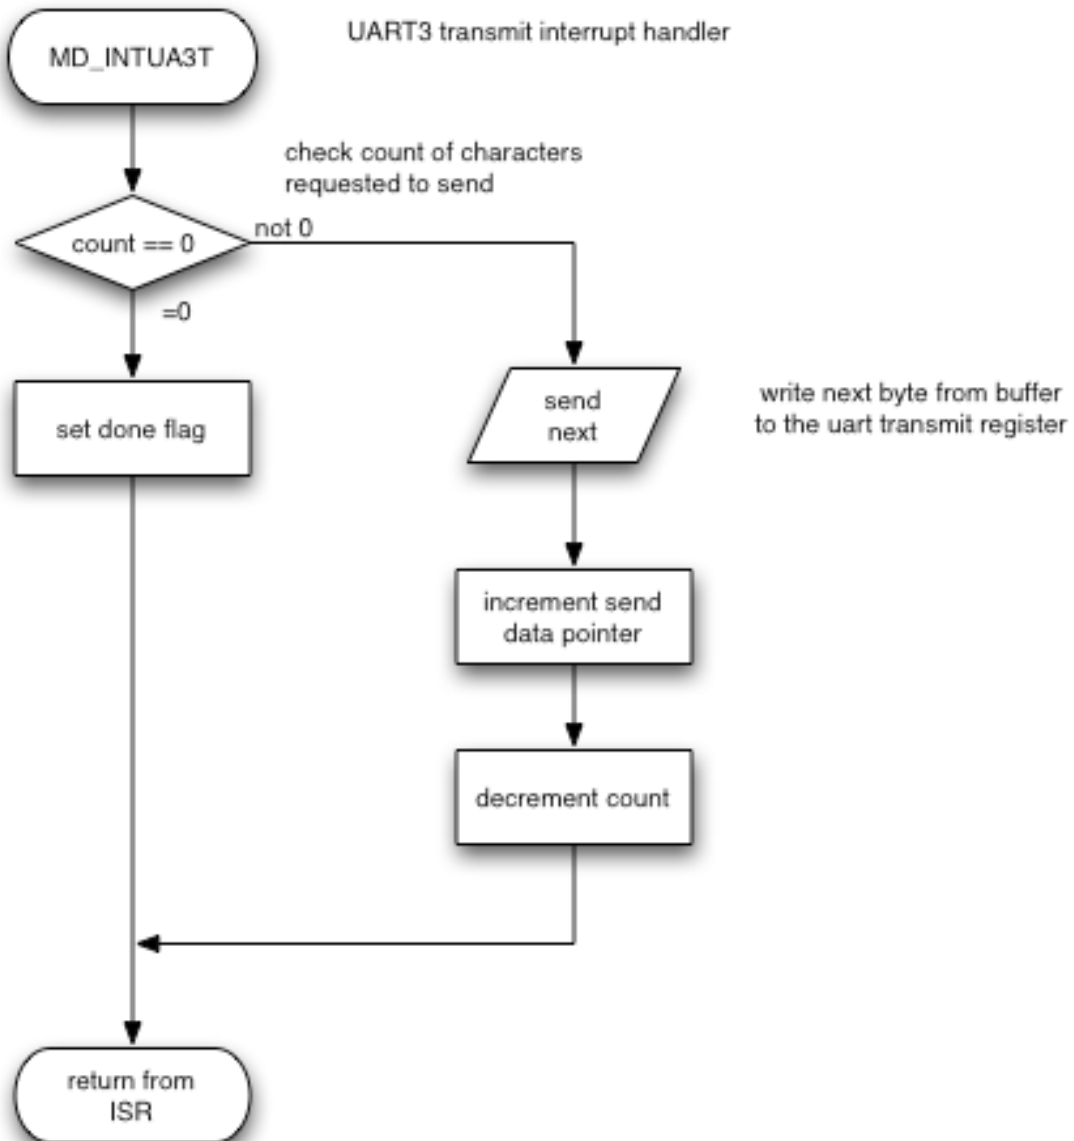 UART3 transmit interrupt handler
MD_INTUA3T
check count of characters
requested to send
count == 0
not 0
=0
set done flag
send
next
write next byte from buffer
to the uart transmit register
increment send
data pointer
decrement count
return from
ISR